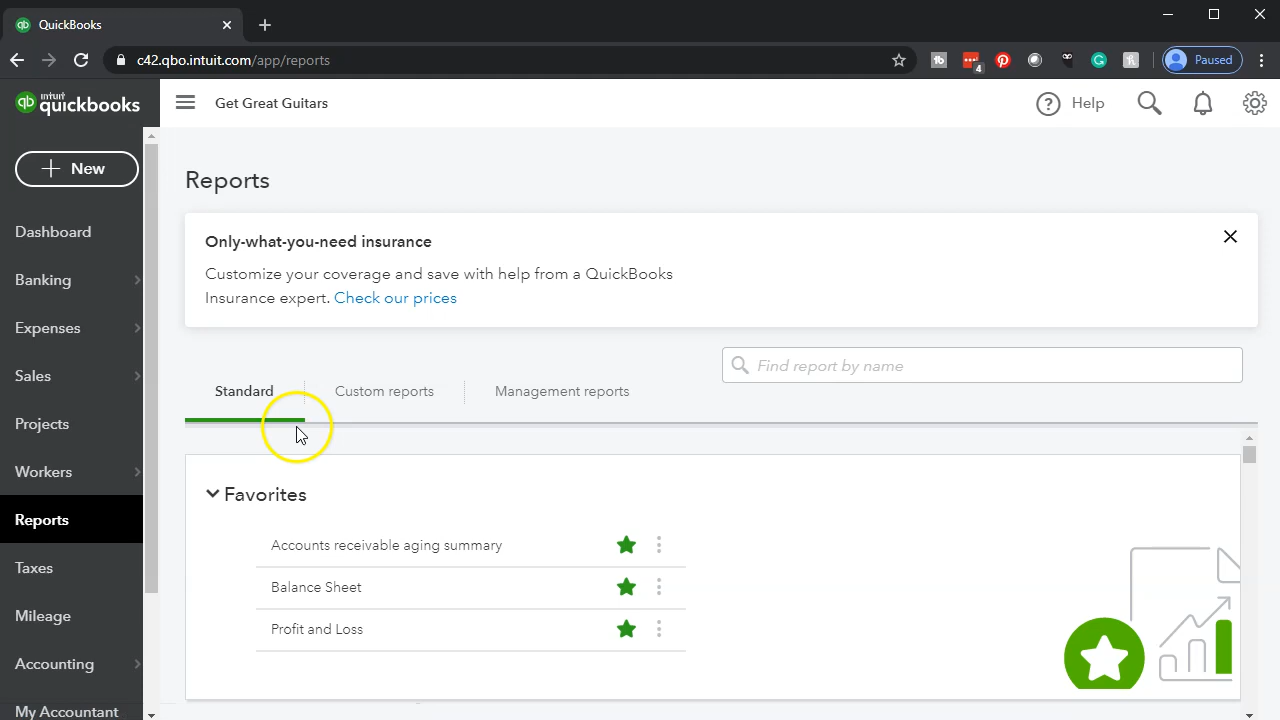 QuickBooks
c42.qbo.intuit.com/app/reports
4
Paused
intuit
quickbooks
Get Great Guitars
Help
New
Dashboard
Banking
Expenses
Sales
Projects
Workers
Reports
Taxes
Mileage
Accounting
My Accountant
Reports
Only-what-you-need insurance
Customize your coverage and save with help from a QuickBooks
Insurance expert. Check our prices
Find report by name
Standard
Custom reports
Management reports
Favorites
Accounts receivable aging summary
Balance Sheet
Profit and Loss